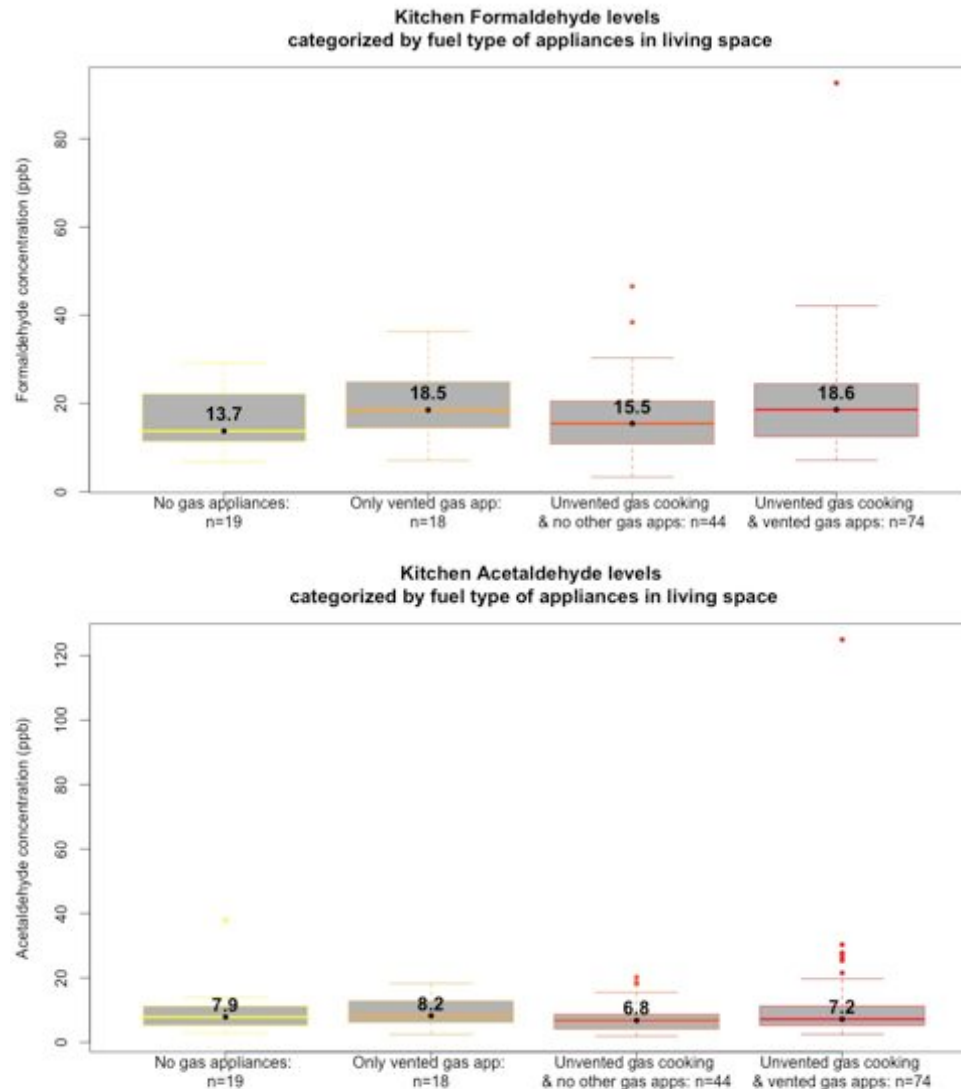 Kitchen Formaldehyde levels
categorized by fuel type of appliances in living space
Formaldehyde concentration (ppb)
80
60
40
20
0
13.7
18.5
15.5
18.6
No gas appliances:
n=19
Only vented gas app:
n=18
Unvented gas cooking
& no other gas apps: n=44
Unvented gas cooking
& vented gas apps: n=74
Kitchen Acetaldehyde levels
categorized by fuel type of appliances in living space
Acetaldehyde concentration (ppb)
120
100
80
60
40
20
0
7.9
8.2
6.8
7.2
No gas appliances:
n=19
Only vented gas app:
n=18
Unvented gas cooking
& no other gas apps: n=44
Unvented gas cooking
& vented gas apps: n=74